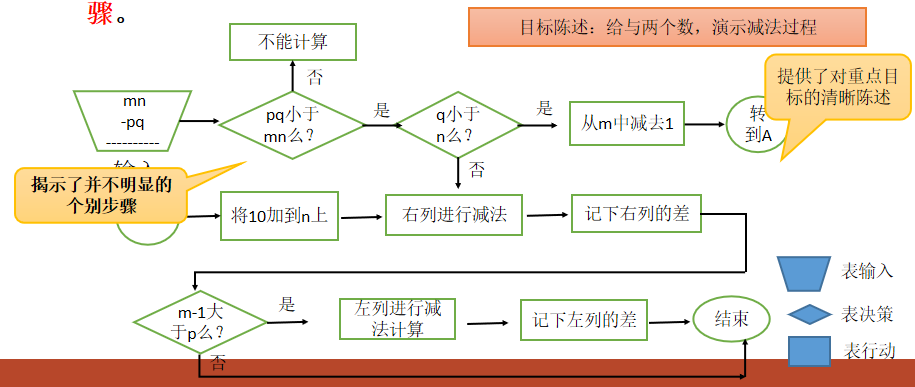 骤。
目标陈述：给与两个数，演示减法过程
不能计算
否
提供了对重点目
标的清晰陈述
mn
-pq
----------
输入
pq小于
mn么？
是
q小于
n么？
是
从m中减去1
转
到A
否
揭示了并不明显的
个别步骤
将10加到n上
右列进行减法
记下右列的差
表输入
m-1大
于p么？
是
左列进行减
法计算
记下左列的差
结束
表决策
表行动
否